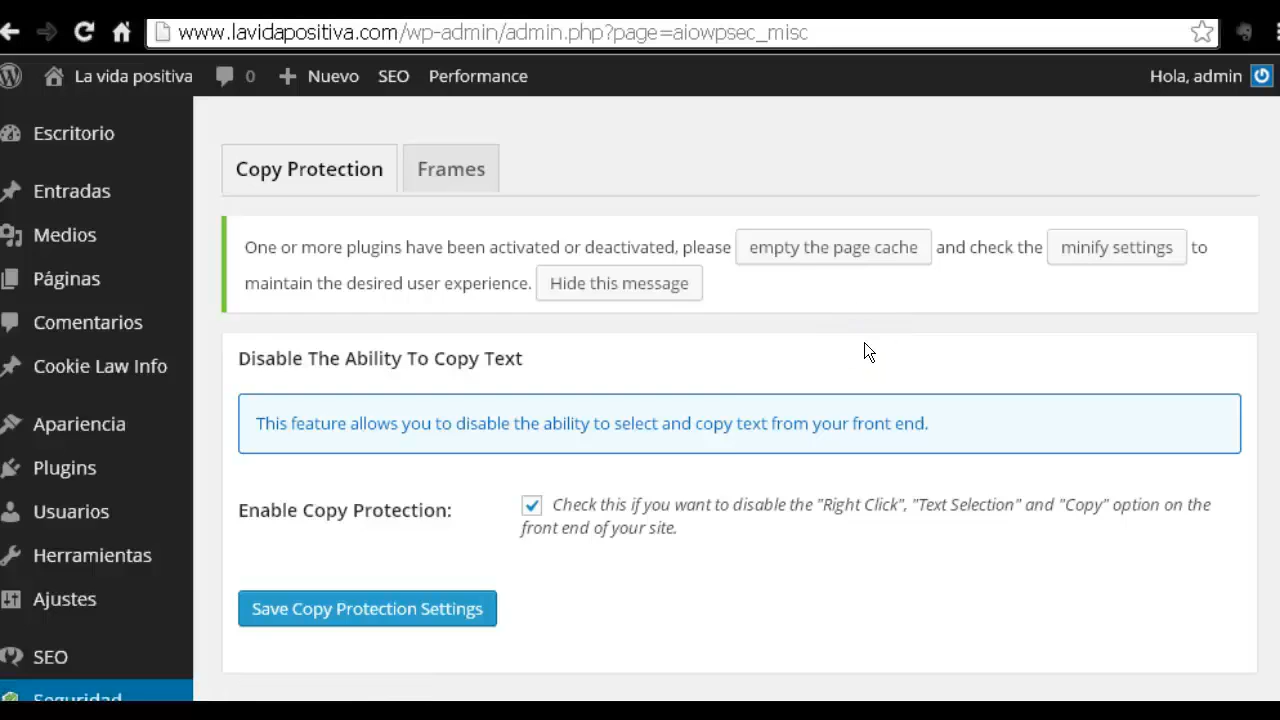 www.lavidapositiva.com/wp-admin/admin.php?page=aiowpsec_misc
La vida positiva 0 Nuevo SEO Performance Hola, admin
Escritorio
Entradas
Medios
Páginas
Comentarios
Cookie Law Info
Apariencia
Plugins
Usuarios
Herramientas
Ajustes
SEO
Seguridad
Copy Protection Frames
One or more plugins have been activated or deactivated, please empty the page cache and check the minify settings to
maintain the desired user experience. Hide this message
Disable The Ability To Copy Text
This feature allows you to disable the ability to select and copy text from your front end.
Enable Copy Protection: Check this if you want to disable the "Right Click", "Text Selection" and "Copy" option on the
front end of your site.
Save Copy Protection Settings